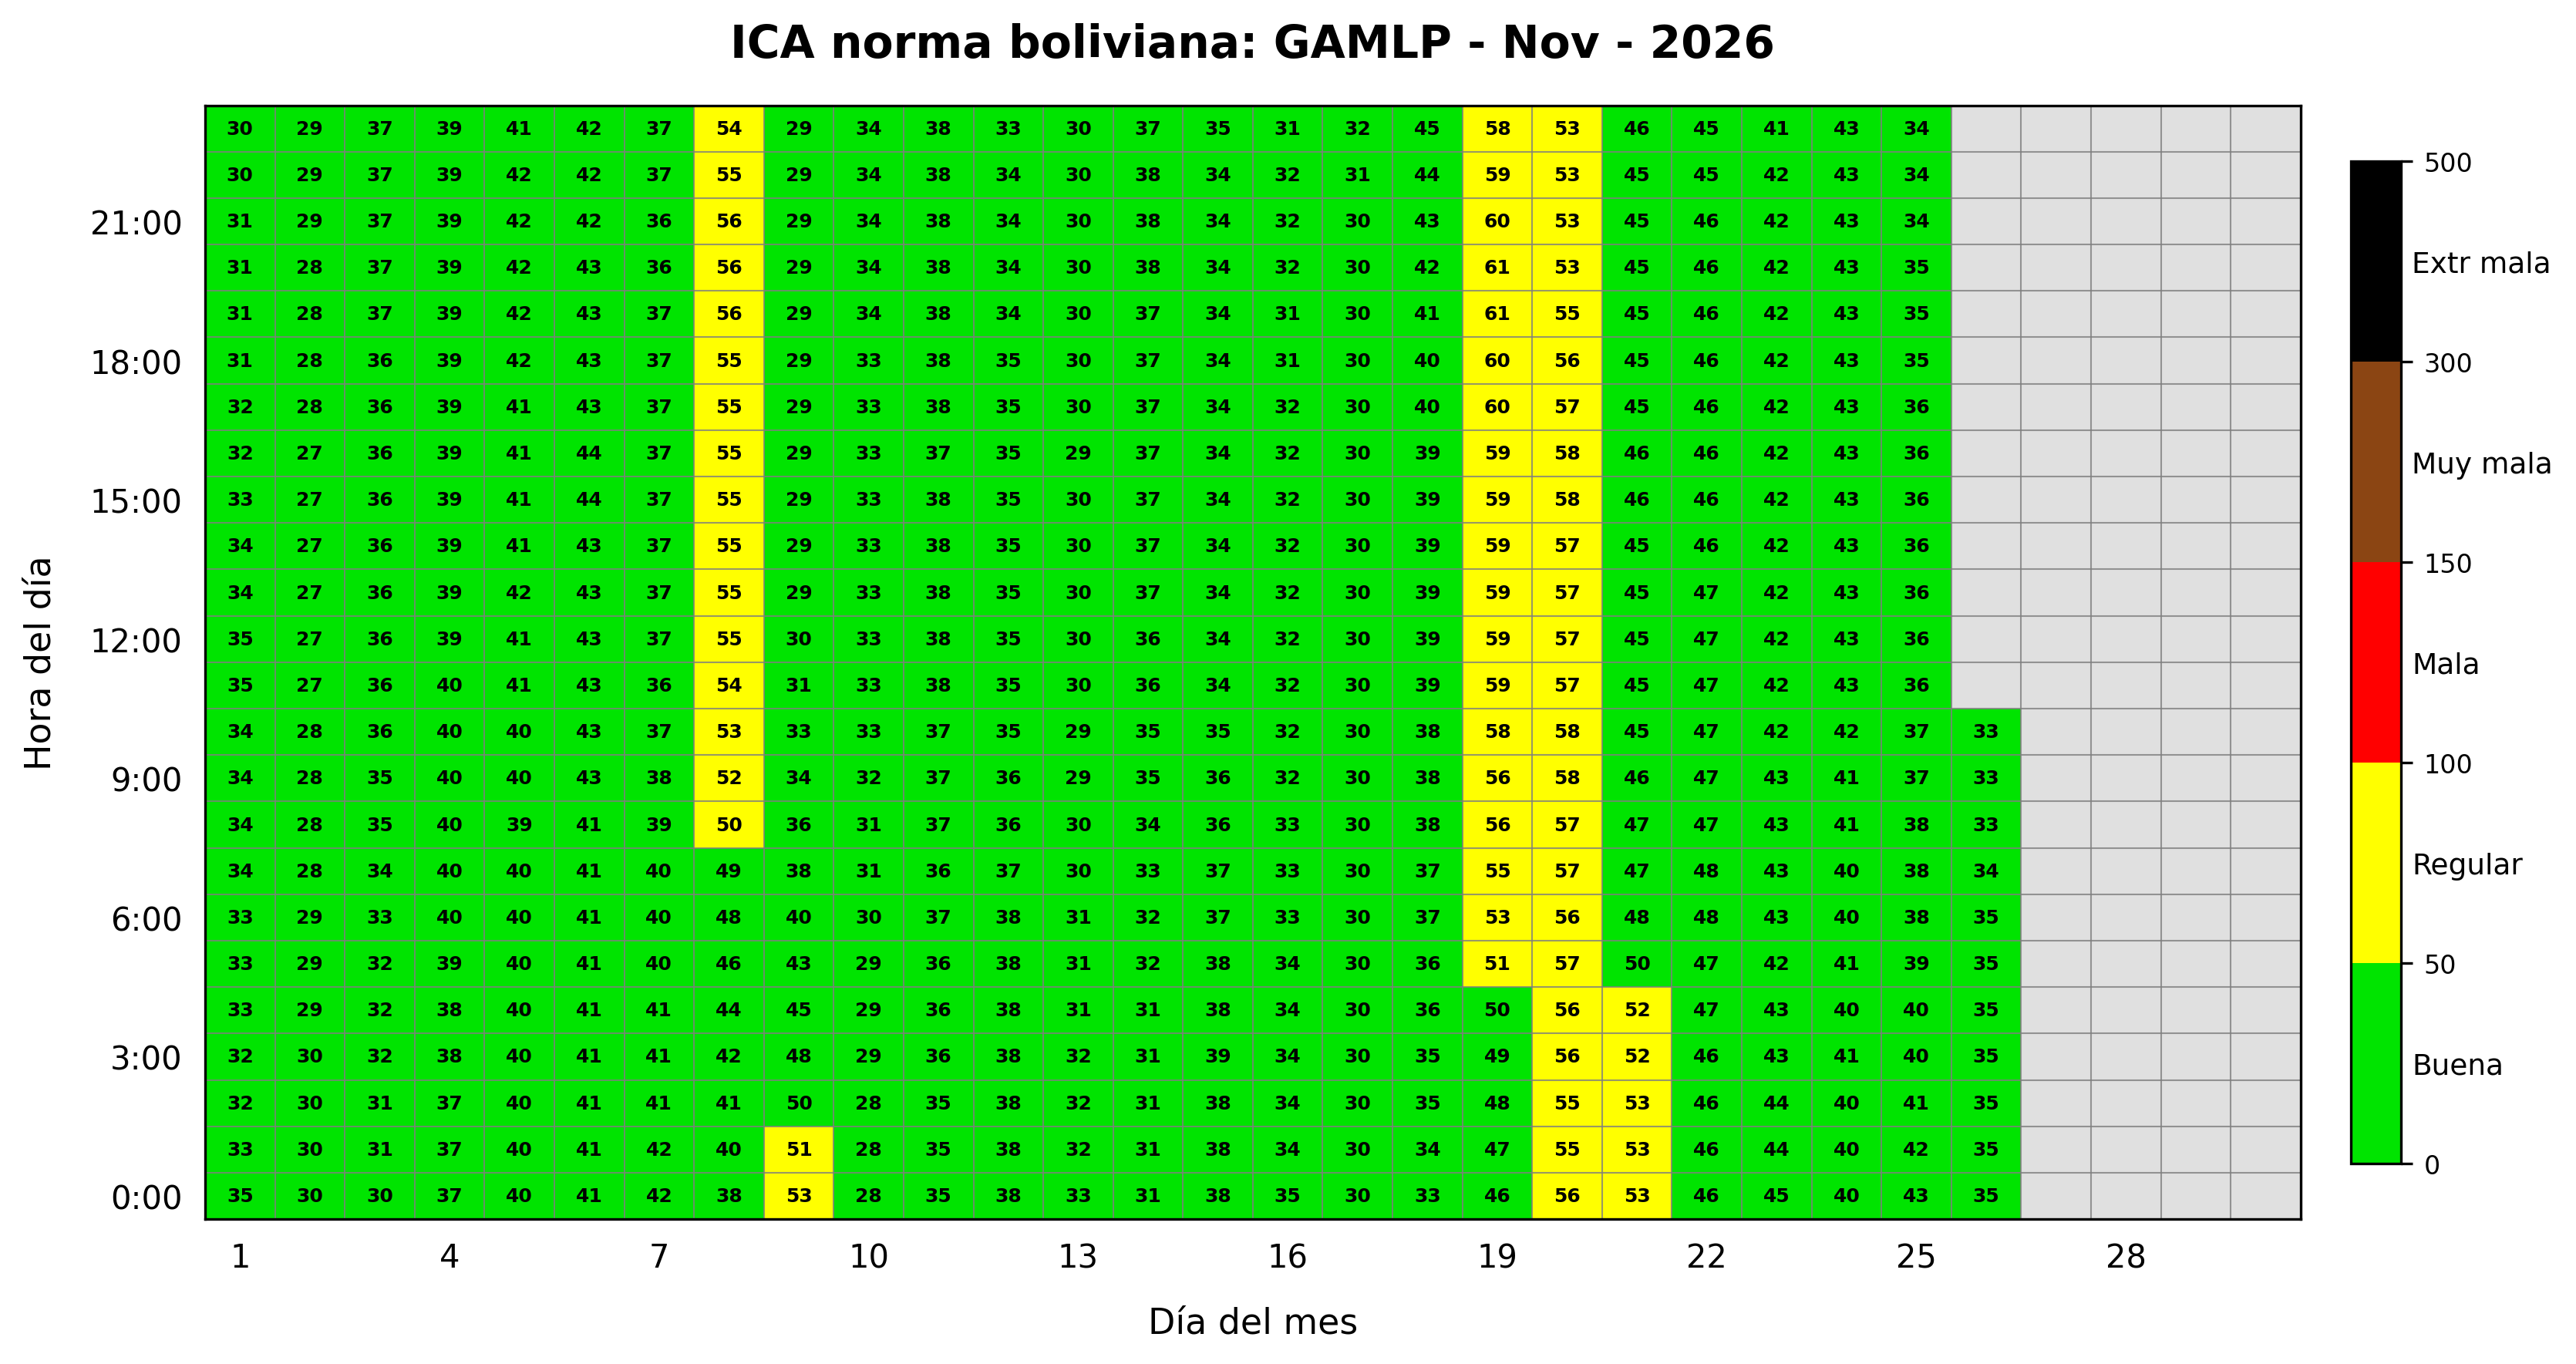 ICA norma boliviana: GAMLP - Nov - 2026
30 29 37 39 41 42 37 54 29 34 38 33 30 37 35 31 32 45 58 53 46 45 41 43 34
30 29 37 39 42 42 37 55 29 34 38 34 30 38 34 32 31 44 59 53 45 45 42 43 34
21:00 31 29 37 39 42 42 36 56 29 34 38 34 30 38 34 32 30 43 60 53 45 46 42 43 34
31 28 37 39 42 43 36 56 29 34 38 34 30 38 34 32 30 42 61 53 45 46 42 43 35
31 28 37 39 42 43 37 56 29 34 38 34 30 37 34 31 30 41 61 55 45 46 42 43 35
18:00 31 28 36 39 42 43 37 55 29 33 38 35 30 37 34 31 30 40 60 56 45 46 42 43 35
32 28 36 39 41 43 37 55 29 33 38 35 30 37 34 32 30 40 60 57 45 46 42 43 36
32 27 36 39 41 44 37 55 29 33 37 35 29 37 34 32 30 39 59 58 46 46 42 43 36
15:00 33 27 36 39 41 44 37 55 29 33 38 35 30 37 34 32 30 39 59 58 46 46 42 43 36
34 27 36 39 41 43 37 55 29 33 38 35 30 37 34 32 30 39 59 57 45 46 42 43 36
34 27 36 39 42 43 37 55 29 33 38 35 30 37 34 32 30 39 59 57 45 47 42 43 36
12:00 35 27 36 39 41 43 37 55 30 33 38 35 30 36 34 32 30 39 59 57 45 47 42 43 36
35 27 36 40 41 43 36 54 31 33 38 35 30 36 34 32 30 39 59 57 45 47 42 43 36
34 28 36 40 40 43 37 53 33 33 37 35 29 35 35 32 30 38 58 58 45 47 42 42 37 33
9:00 34 28 35 40 40 43 38 52 34 32 37 36 29 35 36 32 30 38 56 58 46 47 43 41 37 33
34 28 35 40 39 41 39 50 36 31 37 36 30 34 36 33 30 38 56 57 47 47 43 41 38 33
34 28 34 40 40 41 40 49 38 31 36 37 30 33 37 33 30 37 55 57 47 48 43 40 38 34
6:00 33 29 33 40 40 41 40 48 40 30 37 38 31 32 37 33 30 37 53 56 48 48 43 40 38 35
33 29 32 39 40 41 40 46 43 29 36 38 31 32 38 34 30 36 51 57 50 47 42 41 39 35
33 29 32 38 40 41 41 44 45 29 36 38 31 31 38 34 30 36 50 56 52 47 43 40 40 35
3:00 32 30 32 38 40 41 41 42 48 29 36 38 32 31 39 34 30 35 49 56 52 46 43 41 40 35
32 30 31 37 40 41 41 41 50 28 35 38 32 31 38 34 30 35 48 55 53 46 44 40 41 35
33 30 31 37 40 41 42 40 51 28 35 38 32 31 38 34 30 34 47 55 53 46 44 40 42 35
0:00 35 30 30 37 40 41 42 38 53 28 35 38 33 31 38 35 30 33 46 56 53 46 45 40 43 35
1 4 7 10 13 16 19 22 25 28
Día del mes
Hora del día
500
Extr mala
300
Muy mala
150
Mala
100
Regular
50
Buena
0